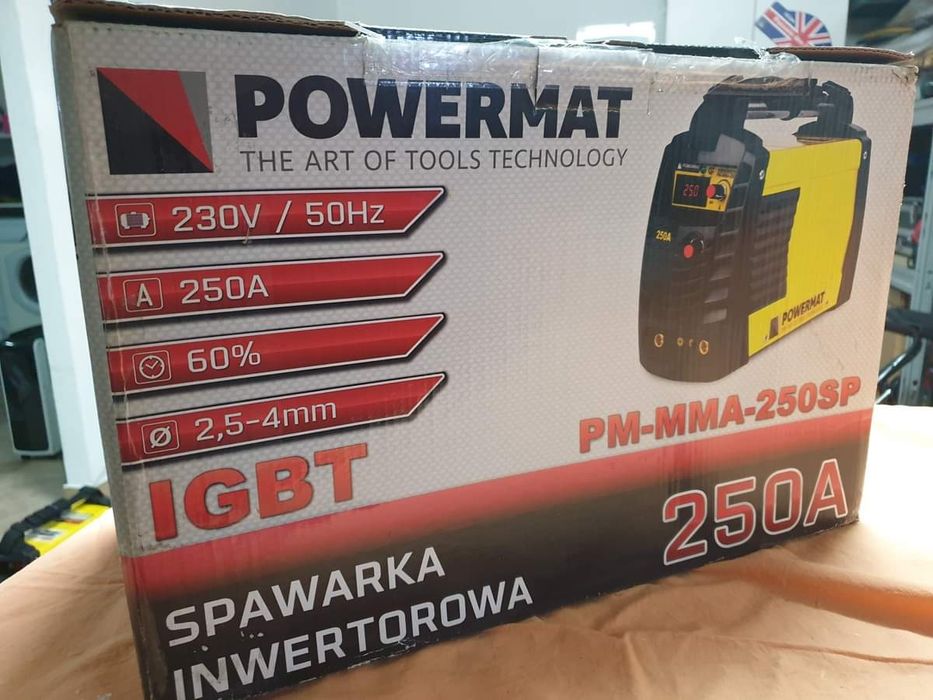 POWERMAT
THE ART OF TOOLS TECHNOLOGY
230V / 50Hz
A 250A
60%
Ø 2,5-4mm
IGBT
250
250A
POWERMAT
PM-MMA-250SP
250A
SPAWARKA
INWERTOROWA